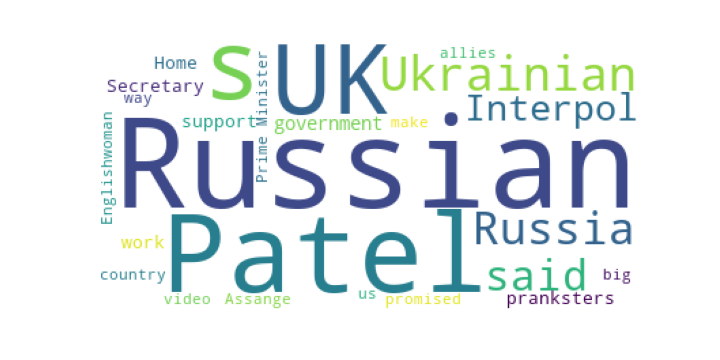 allies
Home
s
UK
Ukrainian
Secretary
way
Prime Minister
Interpol
support
government
make
Englishwoman
Russian
Patel
Russia
work
said
country
big
video
Assange
us
promised
pranksters